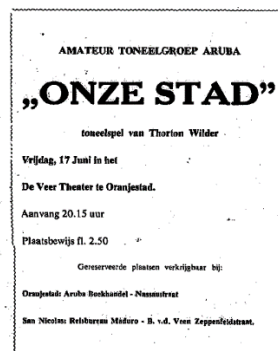 AMATEUR TONEELGROEP ARUBA
„ONZE STAD”
toneelspel van Thorton Wilder
Vrijdag, 17 Juni in het
De Veer Theater te Oranjestad.
Aanvang 20.15 uur
Plaatsbewijs fl. 2.50
Gereserveerde plaatsen verkrijgbaar bij:
Oranjestad: Aruba Boekhandel - Nassaustraat
San Nicolas: Reisbureau Maduro - B. v.d. Veen Zeppenfeldstraat.